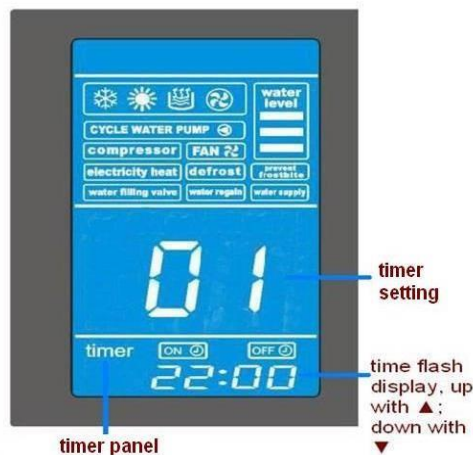 water
level
CYCLE WATER PUMP
compressor FAN
electricity heat defrost prevent
frostbite
water filling valve water regain water supply
01
timer
setting
timer ON OFF
22:00
time flash
display, up
with ▲;
down with
▼
timer panel